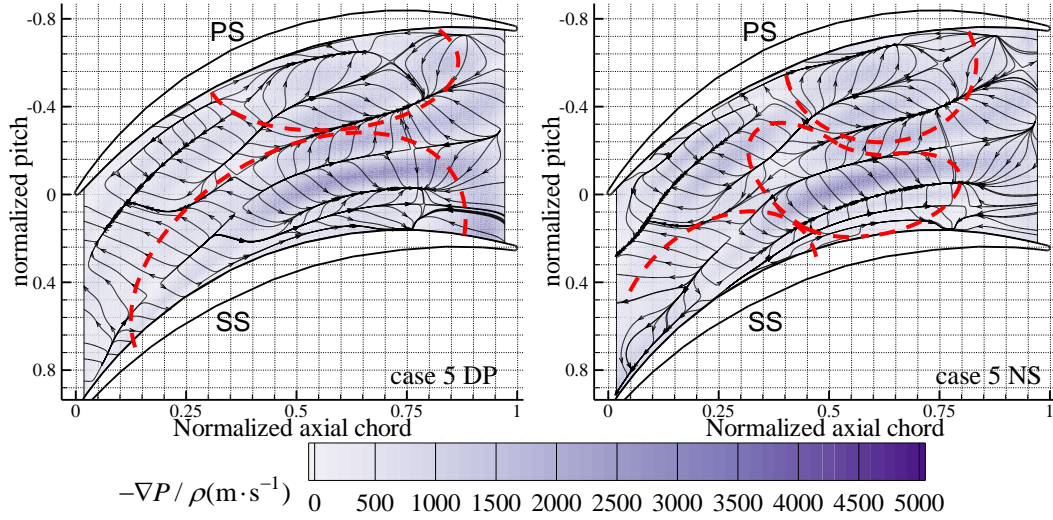 -0.8
-0.4
0
0.4
0.8
normalized pitch
PS
SS
case 5 DP
0 0.25 0.5 0.75 1
Normalized axial chord
-0.8
-0.4
0
0.4
0.8
normalized pitch
PS
SS
case 5 NS
0 0.25 0.5 0.75 1
Normalized axial chord
−∇P / ρ(m·s⁻¹)
0 500 1000 1500 2000 2500 3000 3500 4000 4500 5000